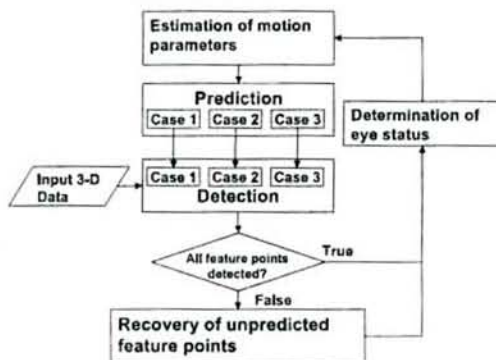 Estimation of motion
parameters
Prediction
Case 1 Case 2 Case 3
Determination of
eye status
Input 3-D
Data
Case 1 Case 2 Case 3
Detection
All feature points
detected?
True
False
Recovery of unpredicted
feature points